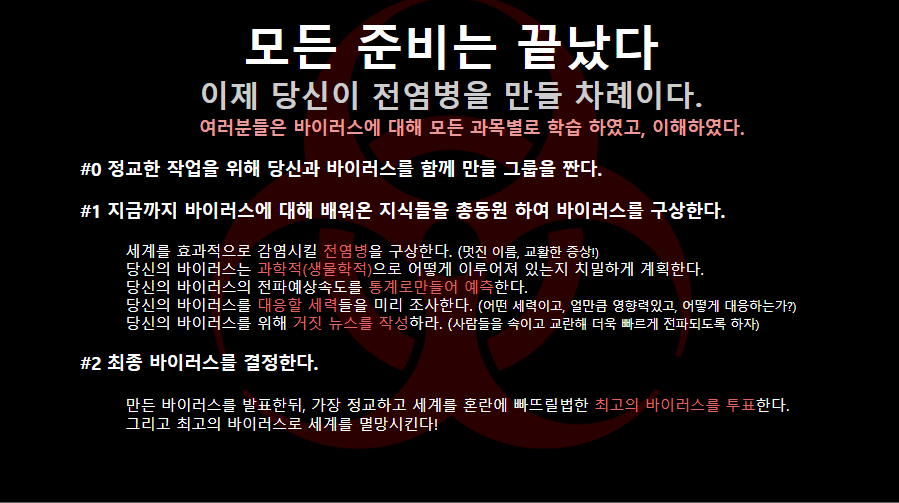 모든 준비는 끝났다
이제 당신이 전염병을 만들 차례이다.
여러분들은 바이러스에 대해 모든 과목별로 학습 하였고, 이해하였다.
#0 정교한 작업을 위해 당신과 바이러스를 함께 만들 그룹을 짠다.
#1 지금까지 바이러스에 대해 배워온 지식들을 총동원 하여 바이러스를 구상한다.
세계를 효과적으로 감염시킬 전염병을 구상한다. (멋진 이름, 교활한 증상!)
당신의 바이러스는 과학적(생물학적)으로 어떻게 이루어져 있는지 치밀하게 계획한다.
당신의 바이러스의 전파예상속도를 통계로만들어 예측한다.
당신의 바이러스를 대응할 세력들을 미리 조사한다. (어떤 세력이고, 얼만큼 영향력있고, 어떻게 대응하는가?)
당신의 바이러스를 위해 거짓 뉴스를 작성하라. (사람들을 속이고 교란해 더욱 빠르게 전파되도록 하자)
#2 최종 바이러스를 결정한다.
만든 바이러스를 발표한뒤, 가장 정교하고 세계를 혼란에 빠뜨릴법한 최고의 바이러스를 투표한다.
그리고 최고의 바이러스로 세계를 멸망시킨다!